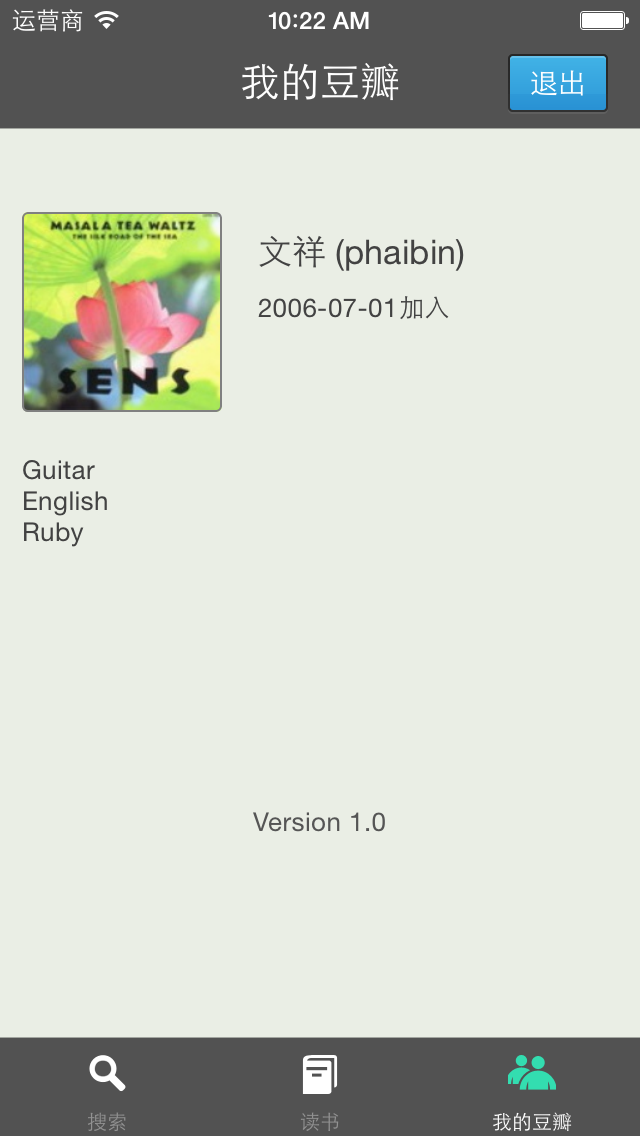 运营商
10:22 AM
我的豆瓣
退出
MASALA TEA WALTZ
THE SILK ROAD OF THE SEA
SENS
文祥 (phaibin)
2006-07-01加入
Guitar
English
Ruby
Version 1.0
搜索
读书
我的豆瓣